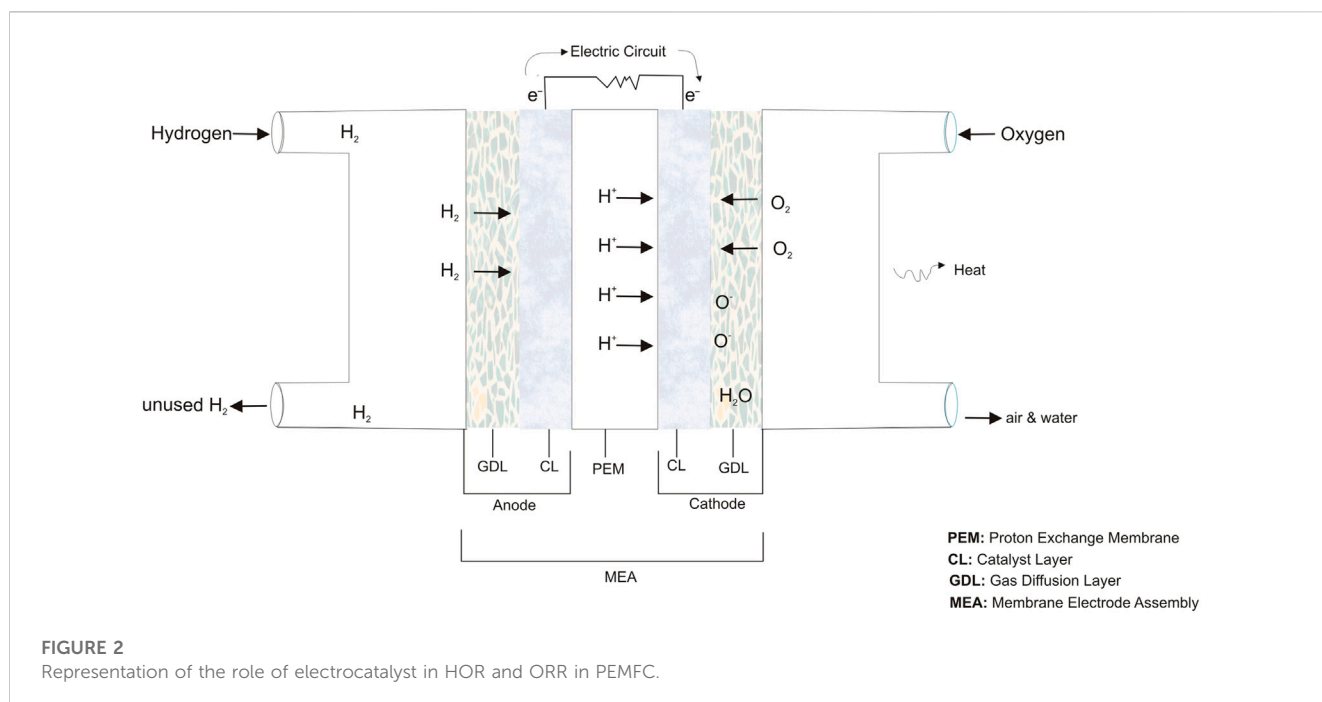 Electric Circuit
e⁻
e⁻
Hydrogen
H₂
Oxygen
H₂
H⁺
O₂
H⁺
O₂
H₂
Heat
H⁺
O⁻
H⁺
O⁻
H₂O
unused H₂
H₂
air & water
GDL
CL
PEM
CL
GDL
Anode
Cathode
MEA
PEM: Proton Exchange Membrane
CL: Catalyst Layer
GDL: Gas Diffusion Layer
MEA: Membrane Electrode Assembly
FIGURE 2
Representation of the role of electrocatalyst in HOR and ORR in PEMFC.